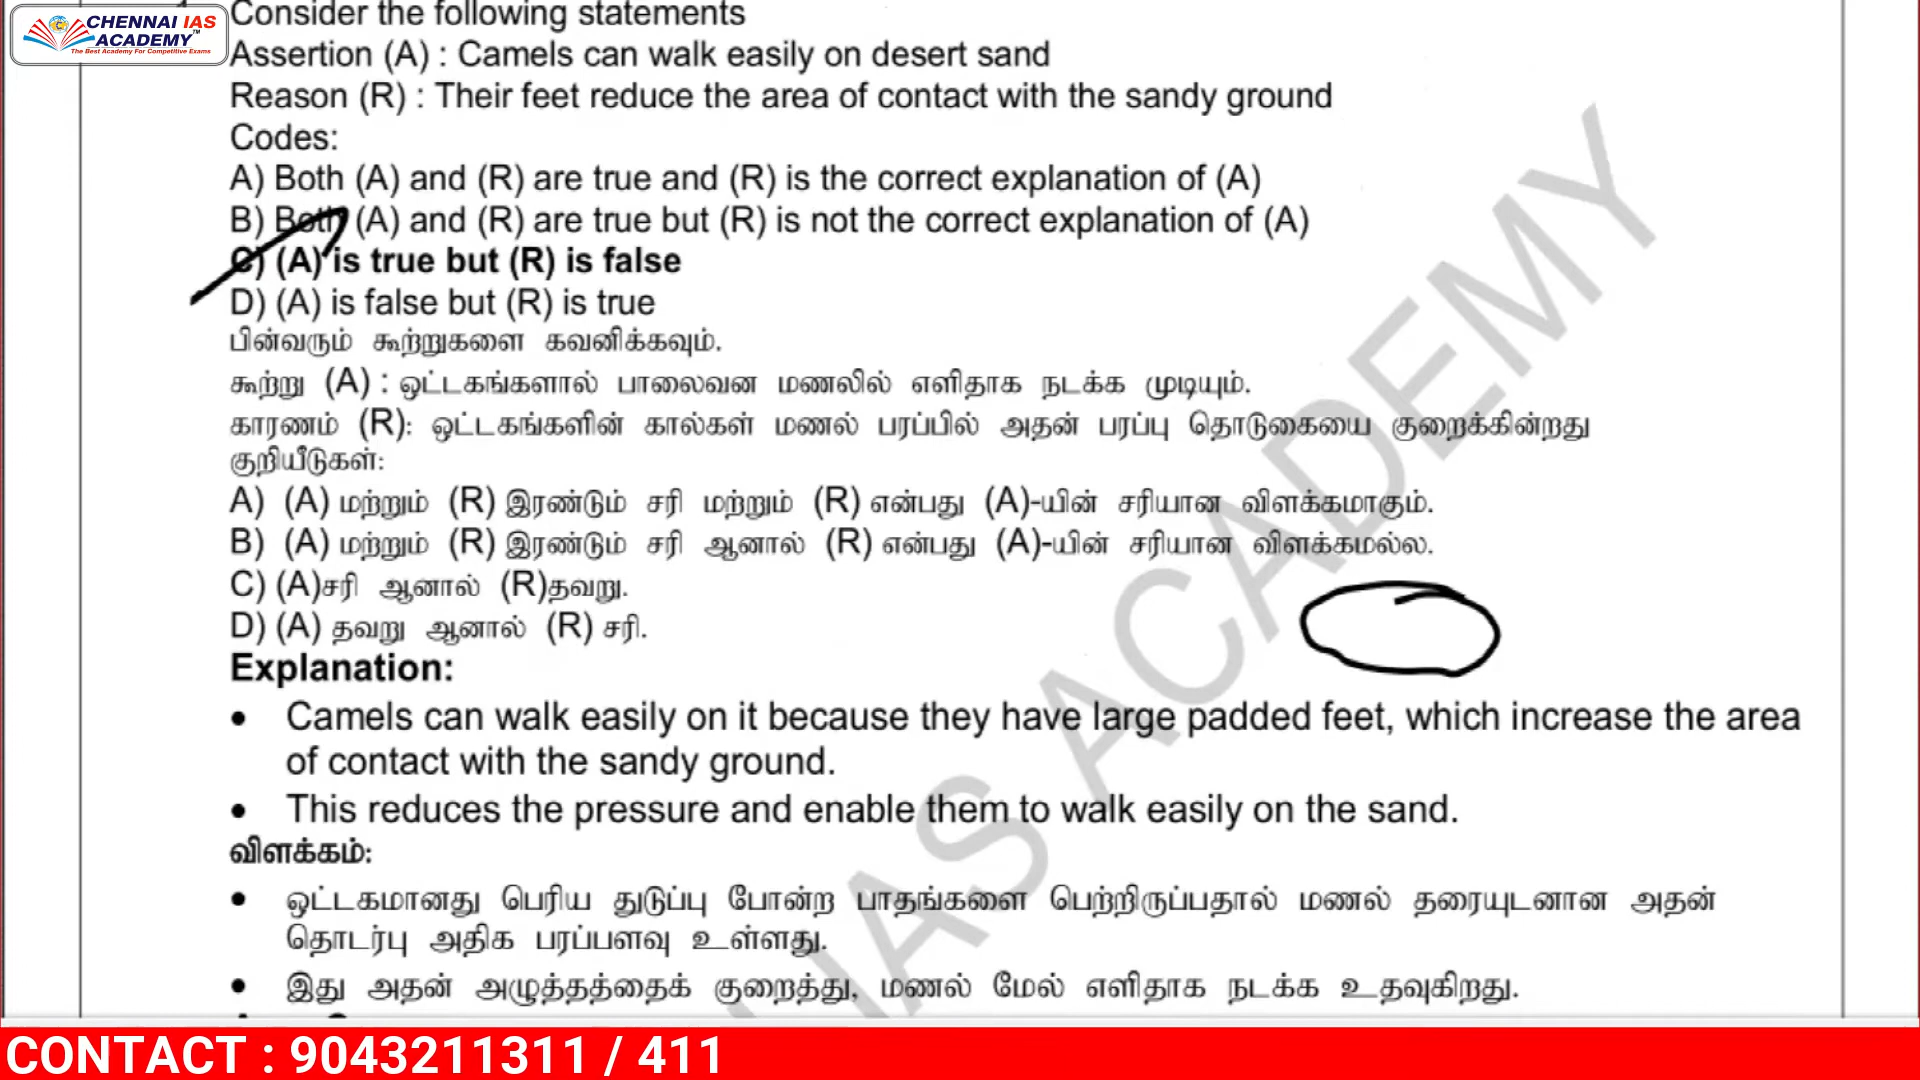 CHENNAI IAS
ACADEMY™
The Best Academy For Competitive Exams
Consider the following statements
Assertion (A) : Camels can walk easily on desert sand
Reason (R) : Their feet reduce the area of contact with the sandy ground
Codes:
A) Both (A) and (R) are true and (R) is the correct explanation of (A)
B) Both (A) and (R) are true but (R) is not the correct explanation of (A)
C) (A) is true but (R) is false
D) (A) is false but (R) is true
பின்வரும் கூற்றுகளை கவனிக்கவும்.
கூற்று (A) : ஒட்டகங்களால் பாலைவன மணலில் எளிதாக நடக்க முடியும்.
காரணம் (R): ஒட்டகங்களின் கால்கள் மணல் பரப்பில் அதன் பரப்பு தொடுகையை குறைக்கின்றது
குறியீடுகள்:
A) (A) மற்றும் (R) இரண்டும் சரி மற்றும் (R) என்பது (A)-யின் சரியான விளக்கமாகும்.
B) (A) மற்றும் (R) இரண்டும் சரி ஆனால் (R) என்பது (A)-யின் சரியான விளக்கமல்ல.
C) (A)சரி ஆனால் (R)தவறு.
D) (A) தவறு ஆனால் (R) சரி.
Explanation:
• Camels can walk easily on it because they have large padded feet, which increase the area
of contact with the sandy ground.
• This reduces the pressure and enable them to walk easily on the sand.
விளக்கம்:
• ஒட்டகமானது பெரிய துடுப்பு போன்ற பாதங்களை பெற்றிருப்பதால் மணல் தரையுடனான அதன்
தொடர்பு அதிக பரப்பளவு உள்ளது.
• இது அதன் அழுத்தத்தைக் குறைத்து, மணல் மேல் எளிதாக நடக்க உதவுகிறது.
IAS ACADEMY
CONTACT : 9043211311 / 411